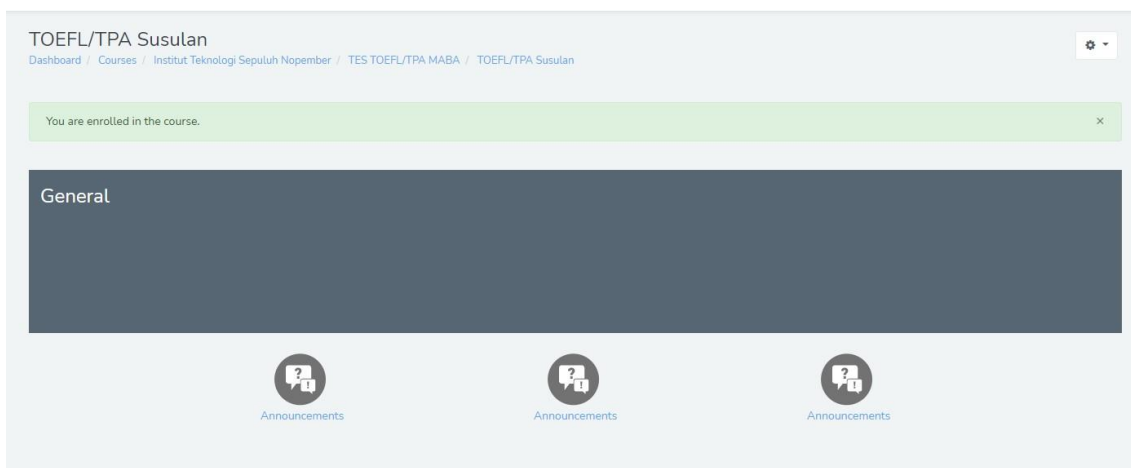 TOEFL/TPA Susulan
Dashboard / Courses / Institut Teknologi Sepuluh Nopember / TES TOEFL/TPA MABA / TOEFL/TPA Susulan
You are enrolled in the course. ×
General
Announcements Announcements Announcements